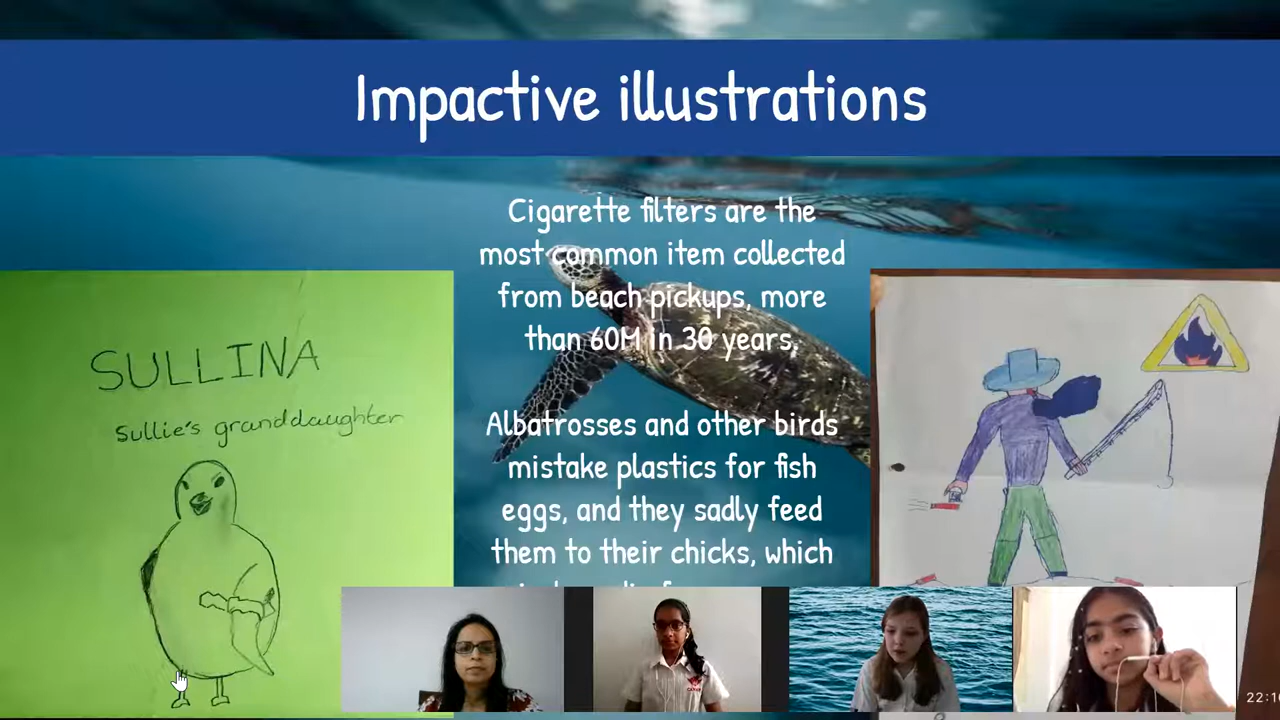 Impactive illustrations
Cigarette filters are the
most common item collected
from beach pickups, more
than 60M in 30 years.
Albatrosses and other birds
mistake plastics for fish
eggs, and they sadly feed
them to their chicks, which
SULLINA
Sullie's granddaughter